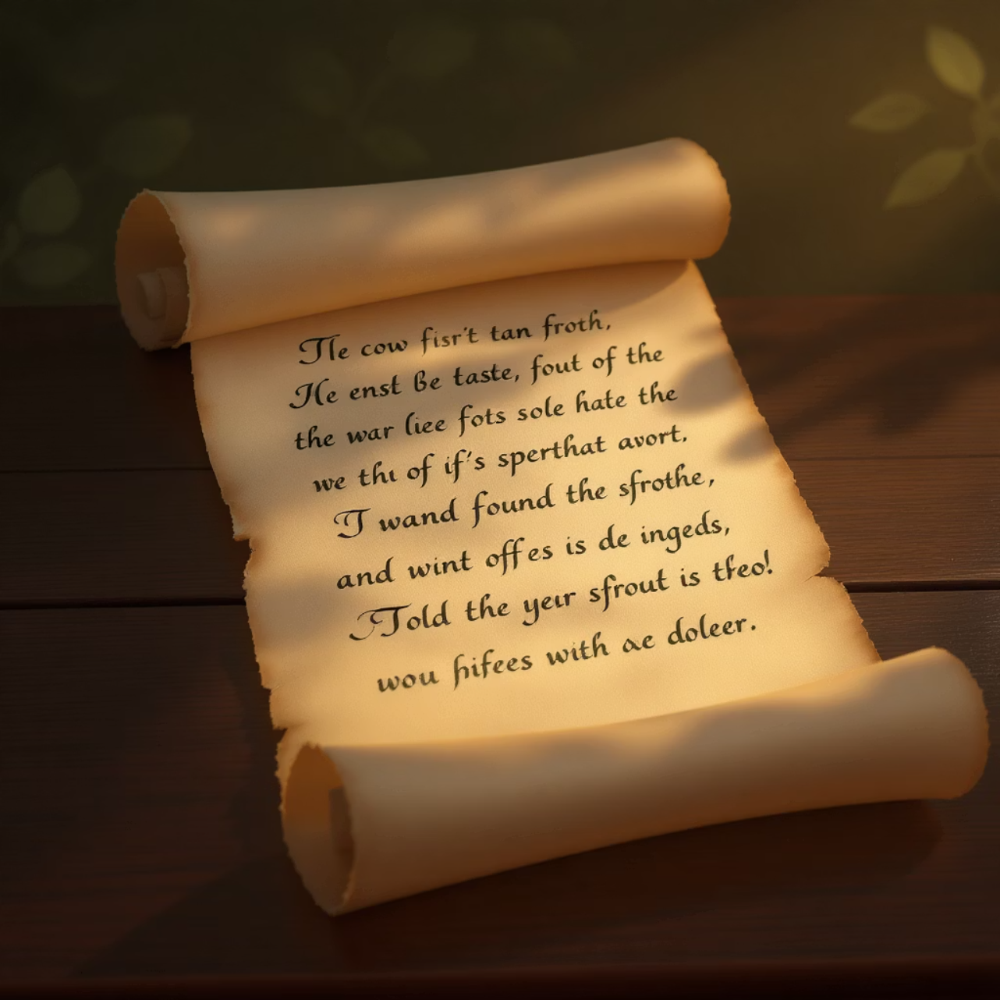 Tle cow fisr't tan froth,
He enst Be taste, fout of the
the war liee fots sole hate the
we thı of if's sperthat avort,
I wand found the sfrothe,
and wint offes is de ingeds,
Told the yeır sfrout is tfeo!
wou hifees with ae doleer.